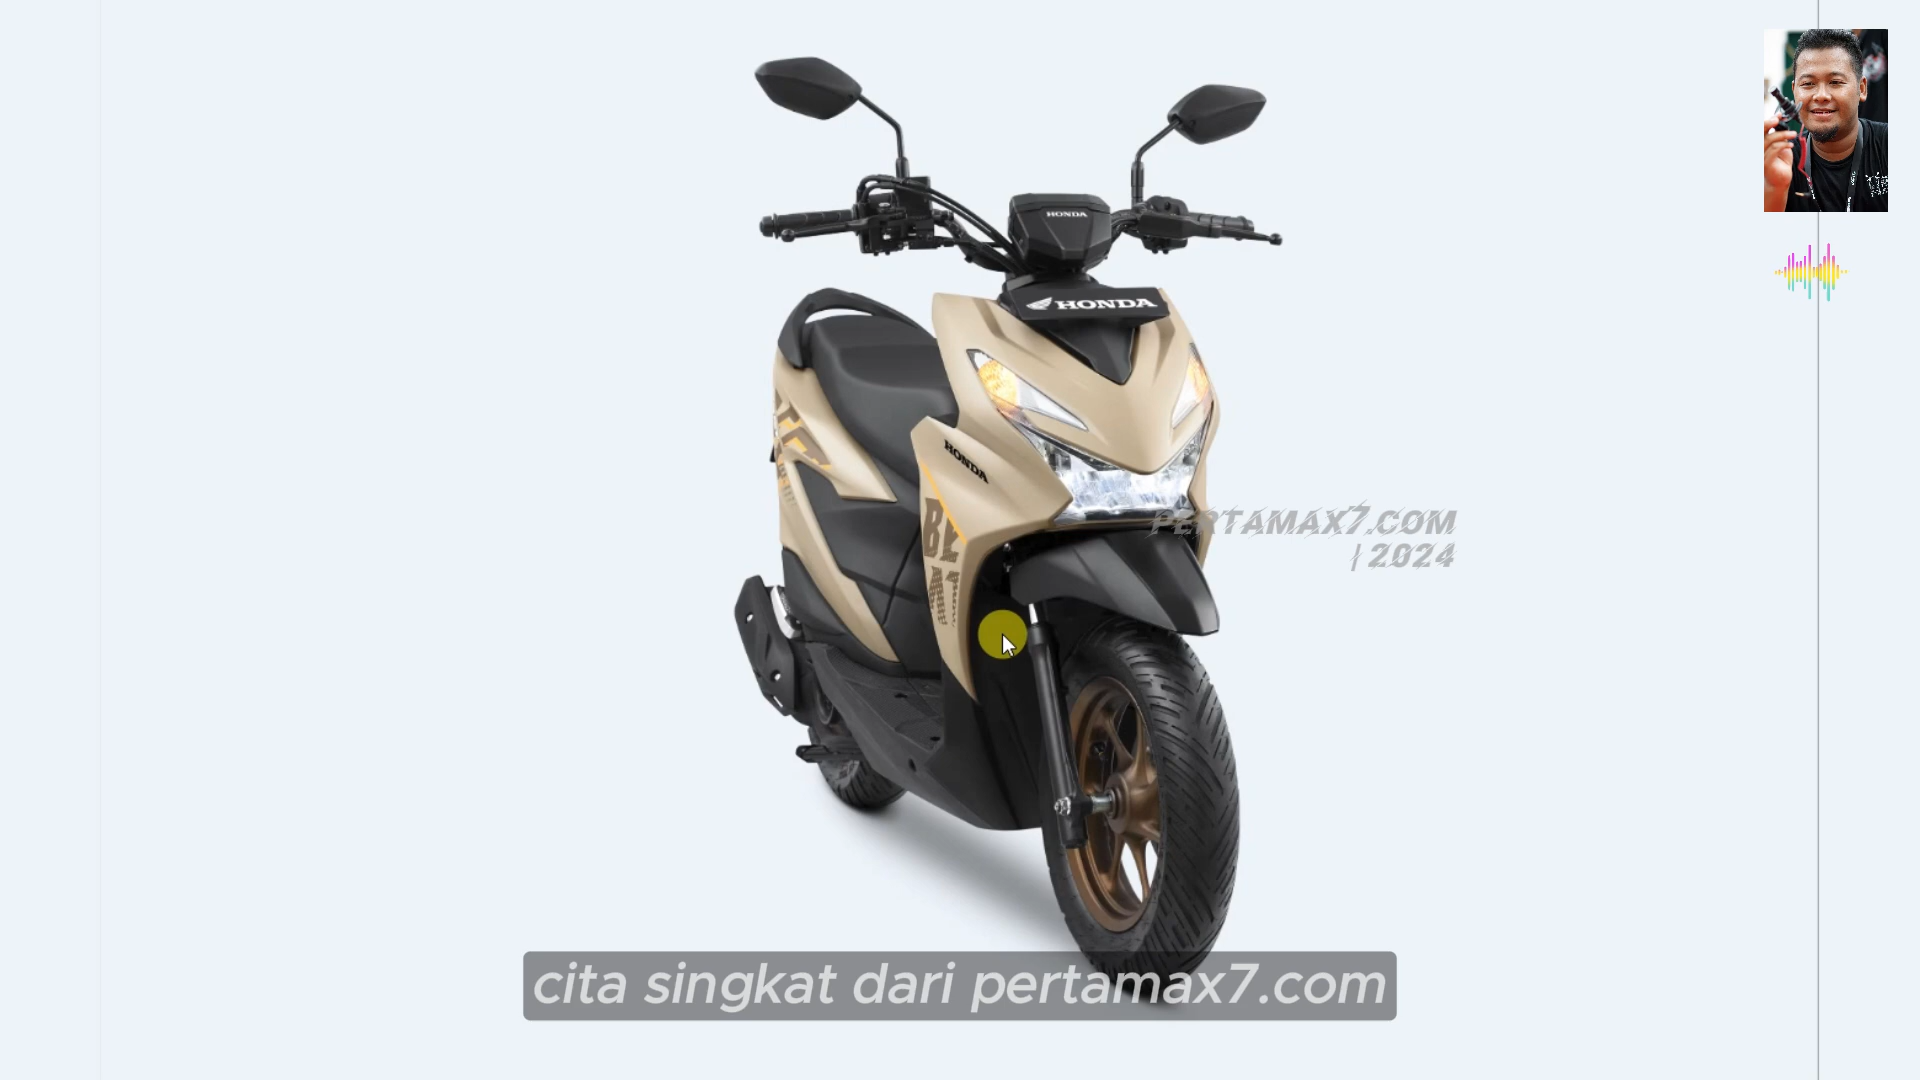 HONDA
HONDA
HONDA
PERTAMAX7.COM
| 2024
cita singkat dari pertamax7.com